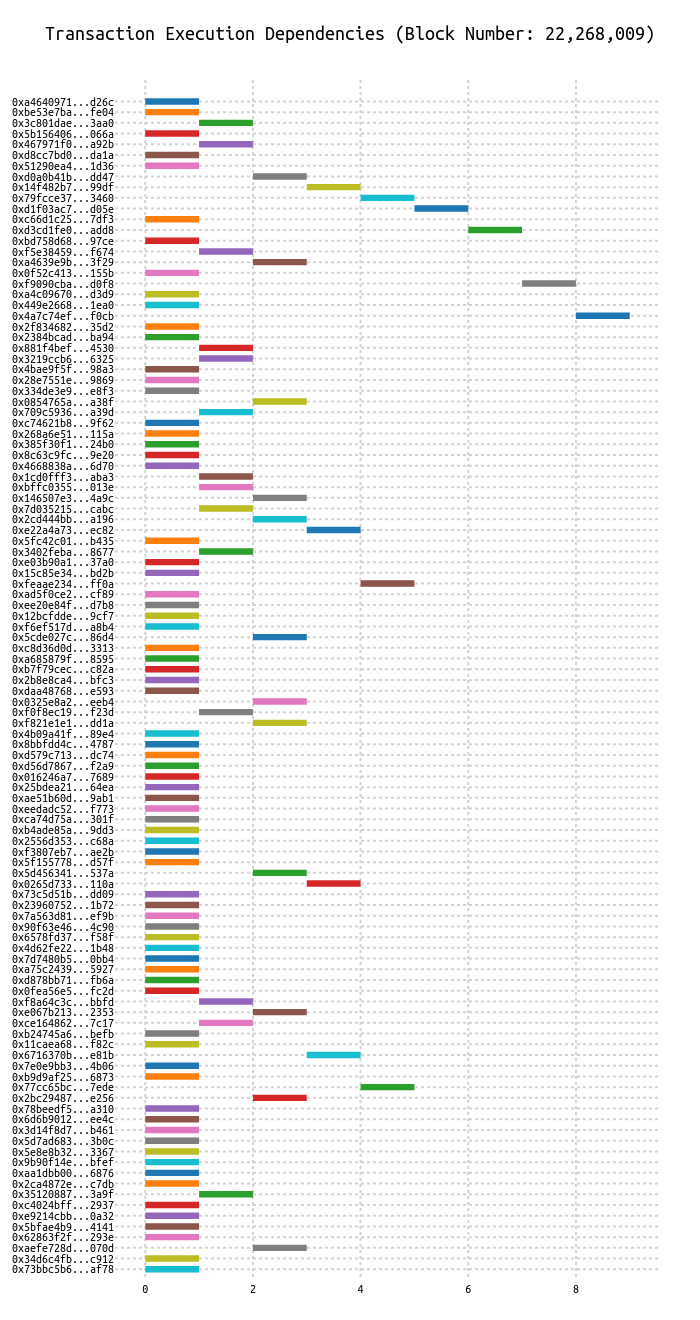 Transaction Execution Dependencies (Block Number: 22,268,009)
0xa4640971...d26c
0xbe53e7ba...fe04
0x3c801dae...3aa0
0x5b156406...066a
0x467971f0...a92b
0xd8cc7bd0...da1a
0x51290ea4...1d36
0xd0a0b41b...dd47
0x14f482b7...99df
0x79fcce37...3460
0xd1f03ac7...d05e
0xc66d1c25...7df3
0xd3cd1fe0...add8
0xbd758d68...97ce
0xf5e38459...f674
0xa4639e9b...3f29
0x0f52c413...155b
0xf9090cba...d0f8
0xa4c09670...d3d9
0x449e2668...1ea0
0x4a7c74ef...f0cb
0x2f834682...35d2
0x2384bcad...ba94
0x881f4bef...4530
0x3219ccb6...6325
0x4bae9f5f...98a3
0x28e7551e...9869
0x334de3e9...e8f3
0x0854765a...a38f
0x709c5936...a39d
0xc74621b8...9f62
0x268a6e51...115a
0x385f30f1...24b0
0x8c63c9fc...9e20
0x4668838a...6d70
0x1cd0fff3...aba3
0xbffc0355...013e
0x146507e3...4a9c
0x7d035215...cabc
0x2cd444bb...a196
0xe22a4a73...ec82
0x5fc42c01...b435
0x3402feba...8677
0xe03b90a1...37a0
0x15c85e34...bd2b
0xfeaae234...ff0a
0xad5f0ce2...cf89
0xee20e84f...d7b8
0x12bcfdde...9cf7
0xf6ef517d...a8b4
0x5cde027c...86d4
0xc8d36d0d...3313
0xa685879f...8595
0xb7f79cec...c82a
0x2b8e8ca4...bfc3
0xdaa48768...e593
0x0325e8a2...eeb4
0xf0f8ec19...f23d
0xf821e1e1...dd1a
0x4b09a41f...89e4
0x8bbfdd4c...4787
0xd579c713...dc74
0xd56d7867...f2a9
0x016246a7...7689
0x25bdea21...64ea
0xae51b60d...9ab1
0xeedadc52...f773
0xca74d75a...301f
0xb4ade85a...9dd3
0x2556d353...c68a
0xf3807eb7...ae2b
0x5f155778...d57f
0x5d456341...537a
0x0265d733...110a
0x73c5d51b...dd09
0x23960752...1b72
0x7a563d81...ef9b
0x90f63e46...4c90
0x6578fd37...f58f
0x4d62fe22...1b48
0x7d7480b5...0bb4
0xa75c2439...5927
0xd878bb71...fb6a
0x0fea56e5...fc2d
0xf8a64c3c...bbfd
0xe067b213...2353
0xce164862...7c17
0xb24745a6...befb
0x11caea68...f82c
0x6716370b...e81b
0x7e0e9bb3...4b06
0xb9d9af25...6873
0x77cc65bc...7ede
0x2bc29487...e256
0x78beedf5...a310
0x6d6b9012...ee4c
0x3d14f8d7...b461
0x5d7ad683...3b0c
0x5e8e8b32...3367
0x9b90f14e...bfef
0xaa1dbb00...6876
0x2ca4872e...c7db
0x35120887...3a9f
0xc4024bff...2937
0xe9214cbb...0a32
0x5bfae4b9...4141
0x62863f2f...293e
0xaefe728d...070d
0x34d6c4fb...c912
0x73bbc5b6...af78
0 2 4 6 8